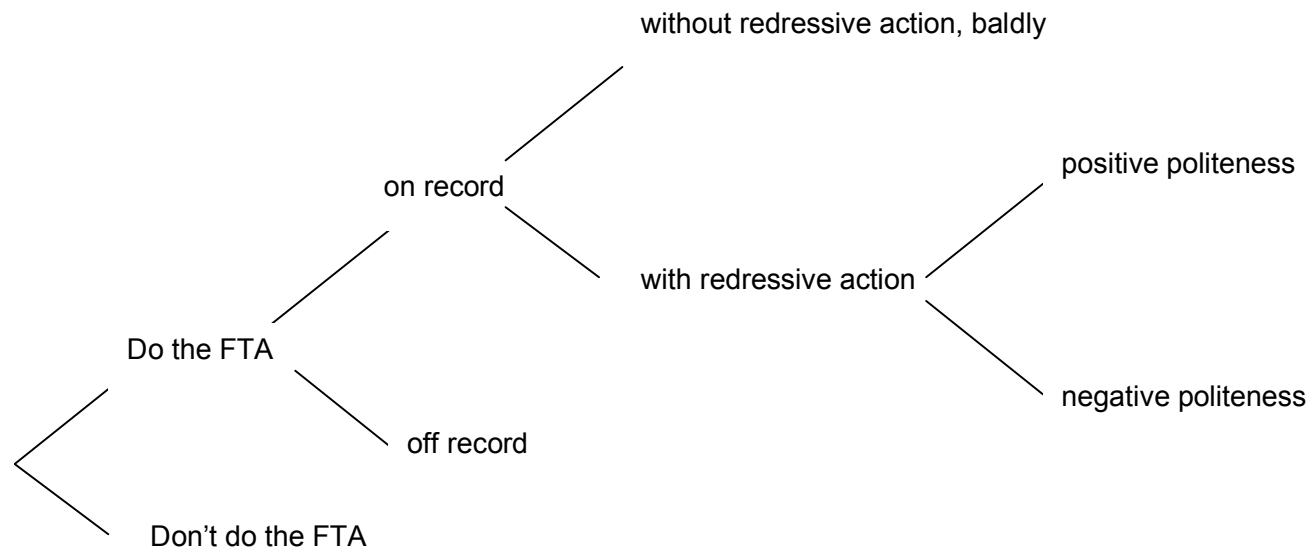 without redressive action, baldly
positive politeness
on record
with redressive action
Do the FTA
negative politeness
off record
Don’t do the FTA